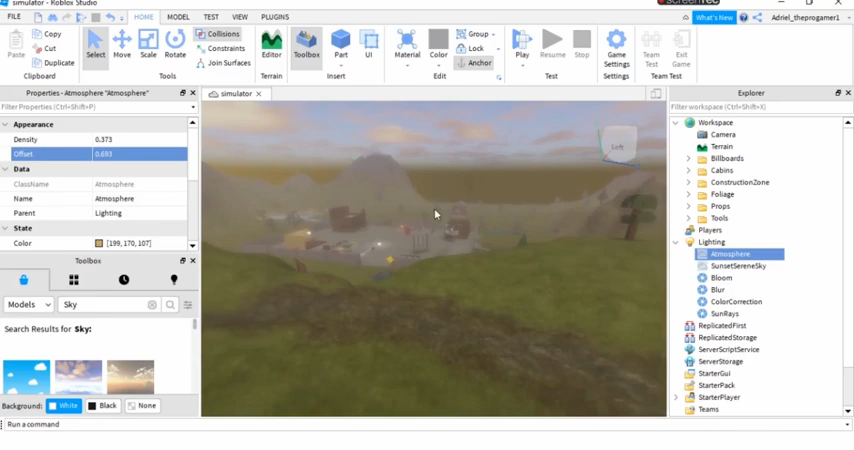 simulator - Roblox Studio
screencrec
FILE HOME MODEL TEST VIEW PLUGINS What's New Adriel_theprogamer1
Paste Copy Cut Duplicate Select Move Scale Rotate Collisions Constraints Join Surfaces Editor Toolbox Part UI Material Color Group Lock Anchor Play Resume Stop Game Settings Team Test Exit Game
Clipboard Tools Terrain Insert Edit Test Settings Team Test
Properties - Atmosphere "Atmosphere"
Filter Properties (Ctrl+Shift+P)
Appearance
Density 0.373
Offset 0.693
Data
ClassName Atmosphere
Name Atmosphere
Parent Lighting
State
Color [199, 170, 107]
Toolbox
Models Sky
Search Results for Sky:
Background: White Black None
simulator
Left
Explorer
Filter workspace (Ctrl+Shift+X)
Workspace
Camera
Terrain
Billboards
Cabins
ConstructionZone
Foliage
Props
Tools
Players
Lighting
Atmosphere
SunsetSereneSky
Bloom
Blur
ColorCorrection
SunRays
ReplicatedFirst
ReplicatedStorage
ServerScriptService
ServerStorage
StarterGui
StarterPack
StarterPlayer
Teams
Run a command